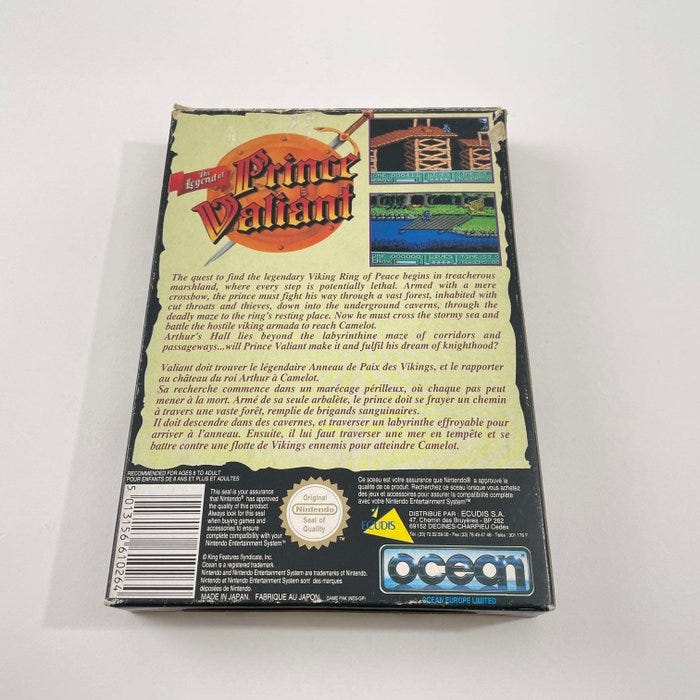 The
Legend of
Prince
Valiant
The quest to find the legendary Viking Ring of Peace begins in treacherous
marshland, where every step is potentially lethal. Armed with a mere
crossbow, the prince must fight his way through a vast forest, inhabited with
cut throats and thieves, down into the underground caverns, through the
deadly maze to the ring's resting place. Now he must cross the stormy sea and
battle the hostile viking armada to reach Camelot.
Arthur's Hall lies beyond the labyrinthine maze of corridors and
passageways...will Prince Valiant make it and fulfil his dream of knighthood?
Valiant doit trouver le légendaire Anneau de Paix des Vikings, et le rapporter
au château du roi Arthur à Camelot.
Sa recherche commence dans un marécage périlleux, où chaque pas peut
mener à la mort. Armé de sa seule arbalète, le prince doit se frayer un chemin
à travers une vaste forêt, remplie de brigands sanguinaires.
Il doit descendre dans des cavernes, et traverser un labyrinthe effroyable pour
arriver à l'anneau. Ensuite, il lui faut traverser une mer en tempête et se
battre contre une flotte de Vikings ennemis pour atteindre Camelot.
RECOMMENDED FOR AGES 8 TO ADULT
POUR ENFANTS DE 8 ANS ET PLUS ET ADULTES
5 013156 610264
This seal is your assurance
that Nintendo® has approved
the quality of this product.
Always look for this seal
when buying games and
accessories to ensure
complete compatibility with your
Nintendo Entertainment System™
Original
Nintendo
Seal of
Quality
TM
Ce sceau est votre assurance que Nintendo® a approuvé la
qualité de ce produit. Recherchez ce sceau lorsque vous achetez
des jeux et accessoires pour assurer la compatibilité complète
avec votre Nintendo Entertainment System™
ECUDIS
DISTRIBUE PAR : ECUDIS S.A.
47, Chemin des Bruyères - BP 262
69152 DECINES-CHARPIEU Cédex
© King Features Syndicate, Inc.
Ocean is a registered trademark.
Nintendo and Nintendo Entertainment System are trademarks of Nintendo.
Nintendo et Nintendo Entertainment System sont des marques
déposées de Nintendo.
MADE IN JAPAN. FABRIQUE AU JAPON. GAME PAK (NES-GP)
ocean
OCEAN EUROPE LIMITED